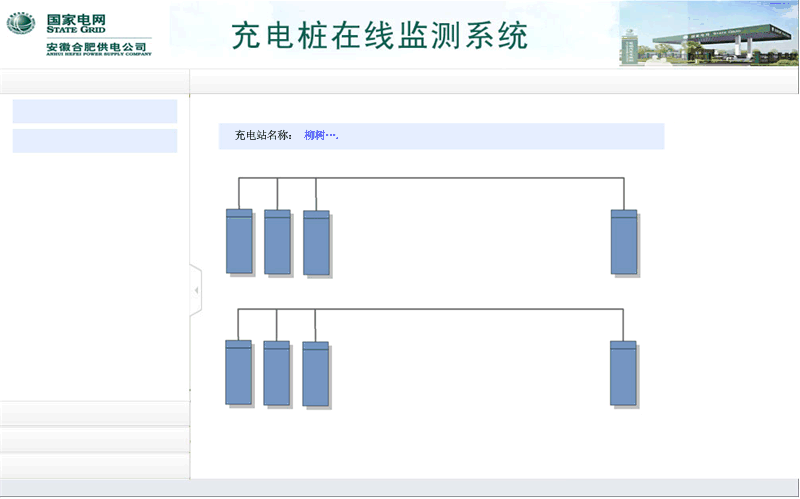 国家电网
STATE GRID
安徽合肥供电公司
ANHUI HEFEI POWER SUPPLY COMPANY
充电桩在线监测系统
充电站名称： 柳树….